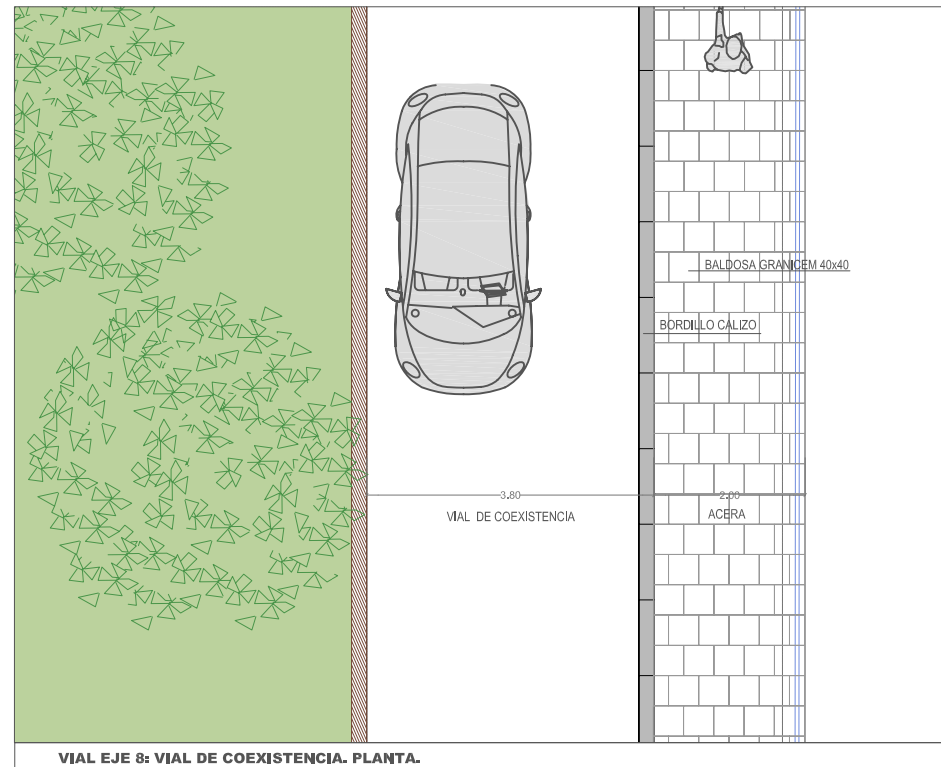 BALDOSA GRANICEM 40x40
BORDILLO CALIZO
3.80
2.00
VIAL DE COEXISTENCIA
ACERA
VIAL EJE 8: VIAL DE COEXISTENCIA. PLANTA.